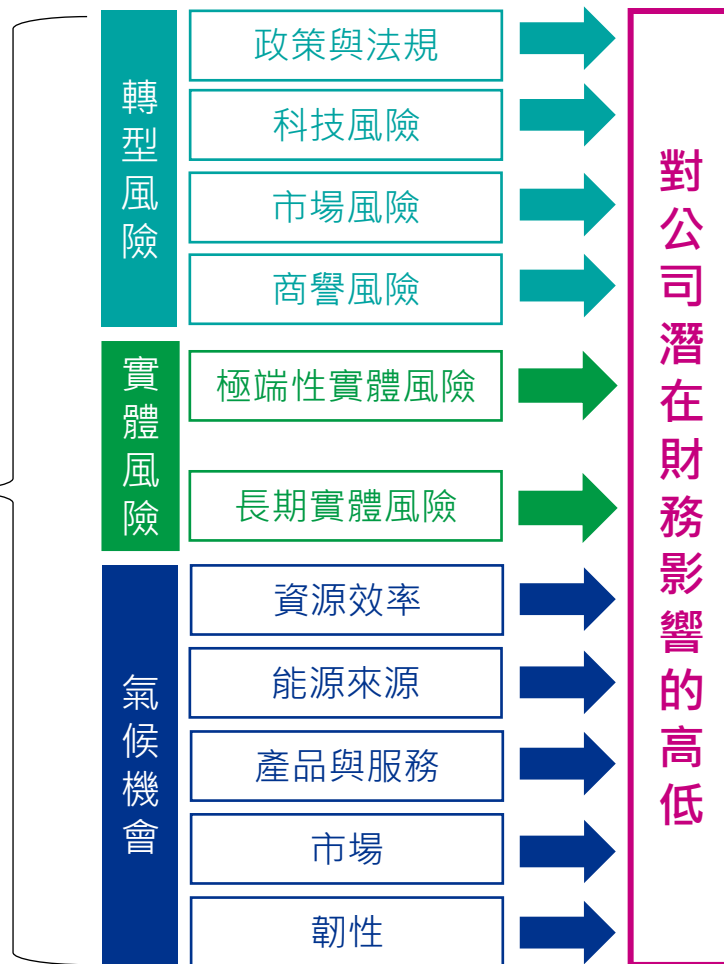 轉型風險
政策與法規
科技風險
市場風險
商譽風險
實體風險
極端性實體風險
長期實體風險
氣候機會
資源效率
能源來源
產品與服務
市場
韌性
對公司潛在財務影響的高低